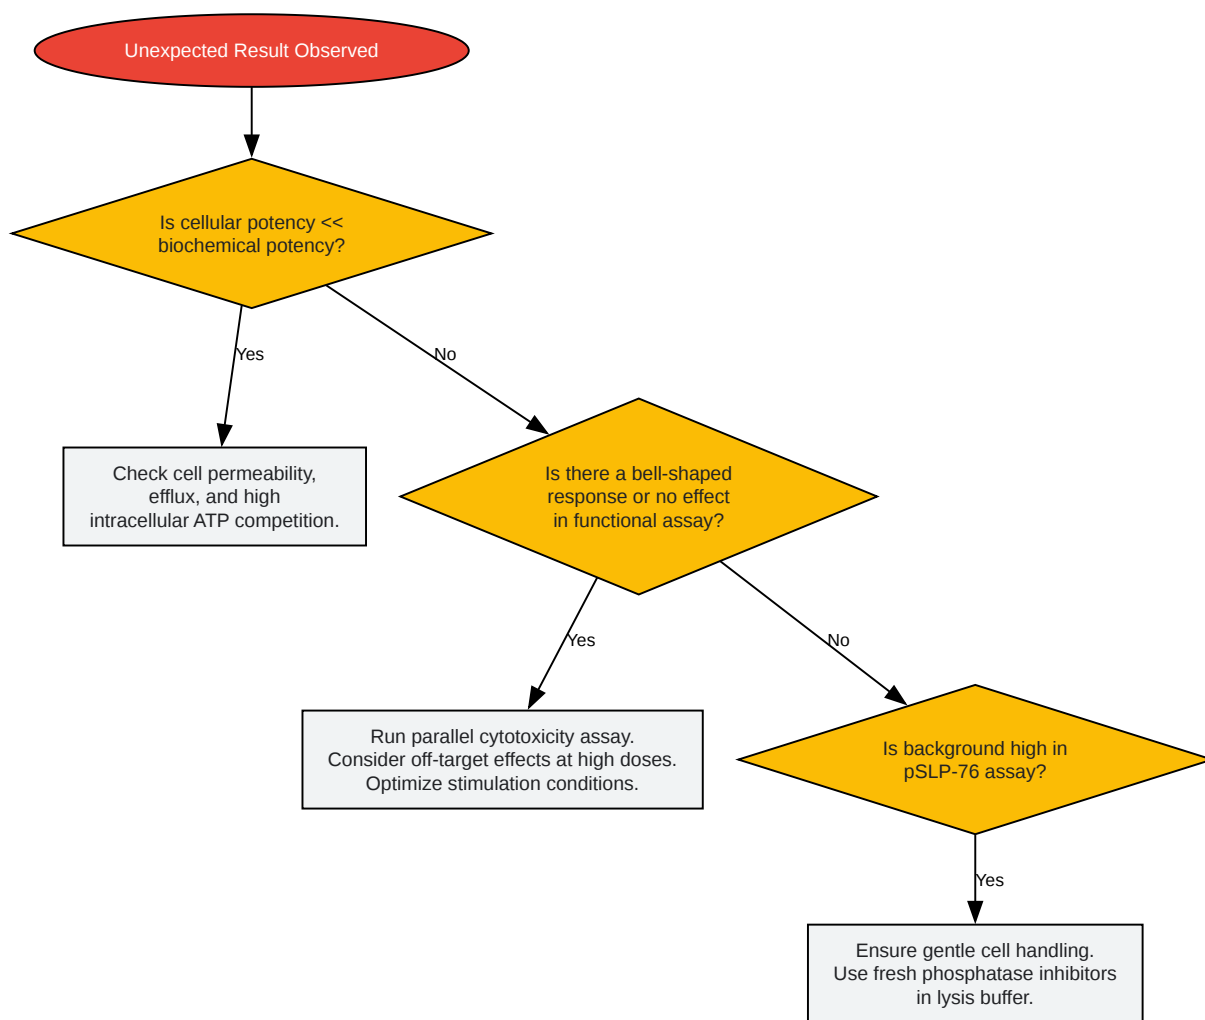 Unexpected Result Observed
Is cellular potency <<
biochemical potency?
Yes
No
Check cell permeability,
efflux, and high
intracellular ATP competition.
Is there a bell-shaped
response or no effect
in functional assay?
Yes
No
Run parallel cytotoxicity assay.
Consider off-target effects at high doses.
Optimize stimulation conditions.
Is background high in
pSLP-76 assay?
Yes
Ensure gentle cell handling.
Use fresh phosphatase inhibitors
in lysis buffer.